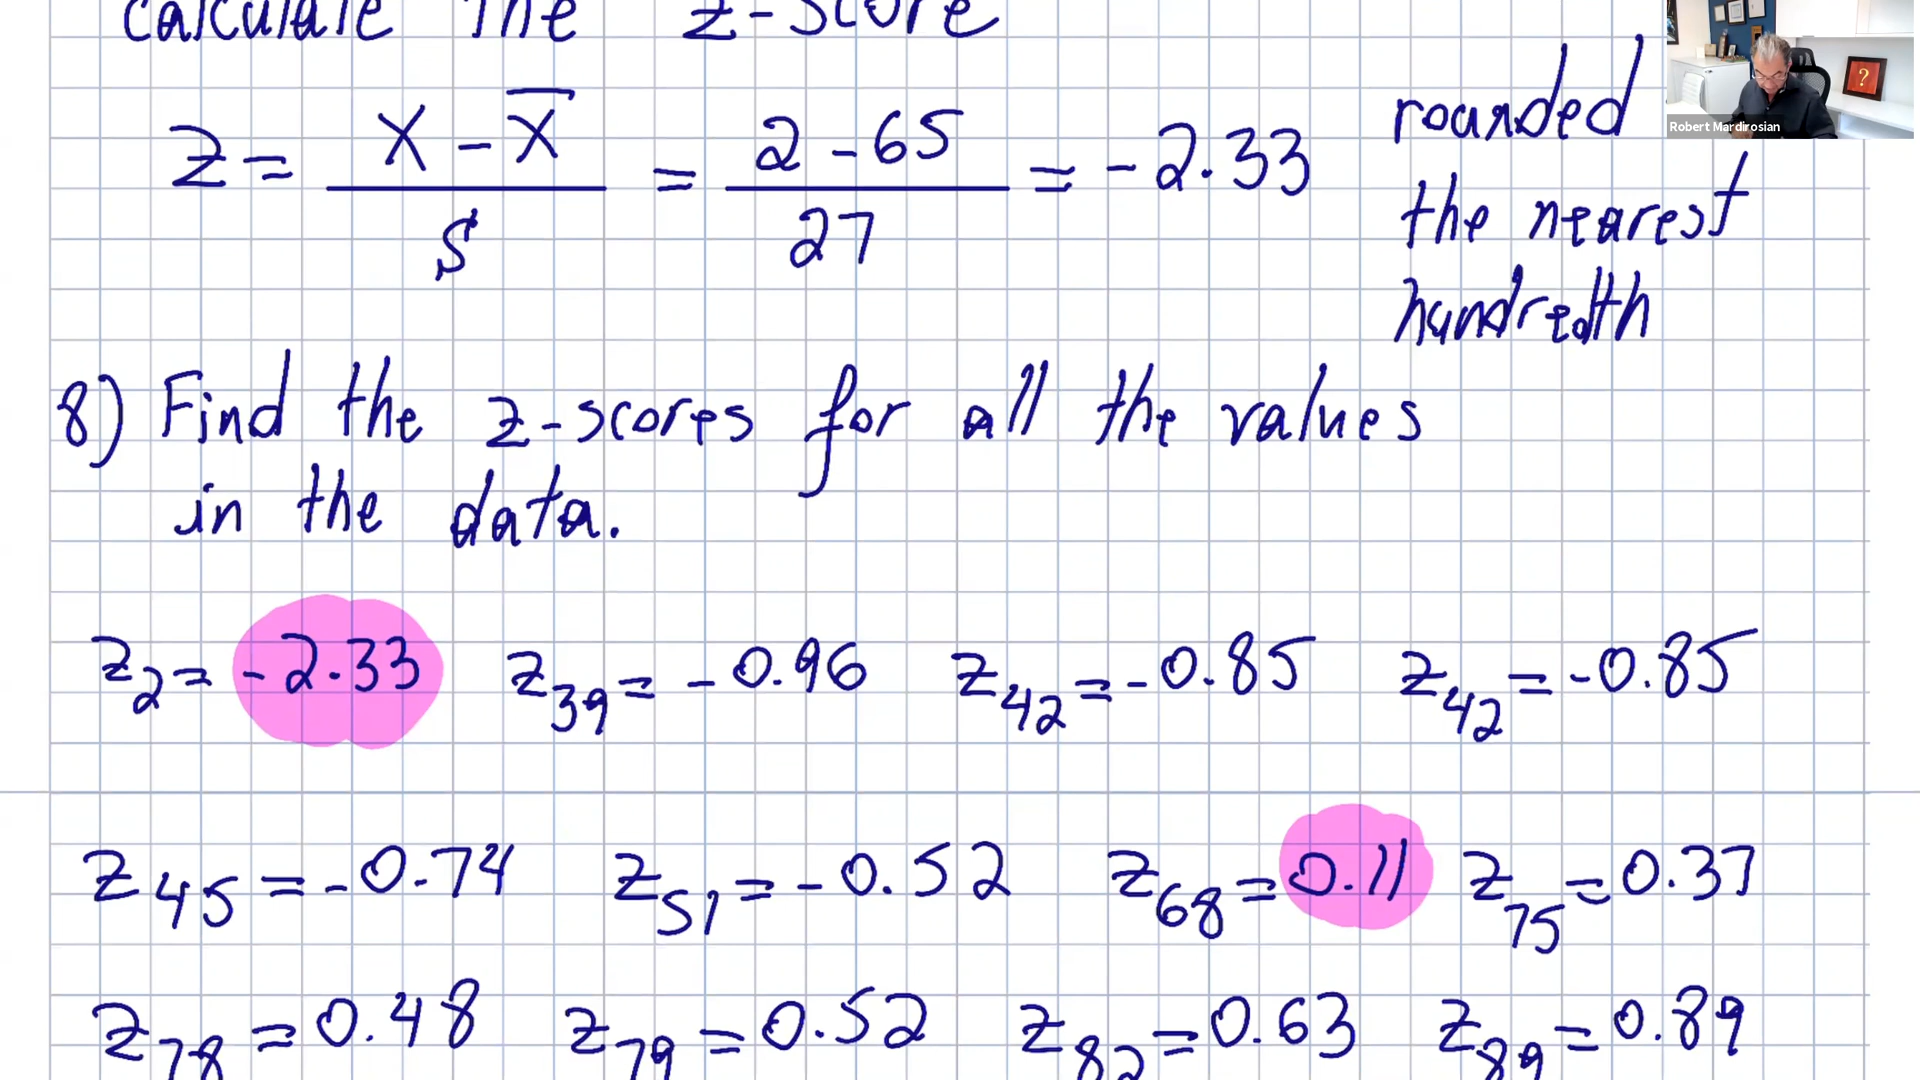 calculate the z-score
z = X - X̄ / s = 2 - 65 / 27 = -2.33 rounded
the nearest
hundredth
Robert Mardirosian
?
8) Find the z-scores for all the values
in the data.
z₂ = -2.33 z₃₉ = -0.96 z₄₂ = -0.85 z₄₂ = -0.85
z₄₅ = -0.74 z₅₁ = -0.52 z₆₈ = 0.11 z₇₅ = 0.37
z₇₈ = 0.48 z₇₉ = 0.52 z₈₂ = 0.63 z₈₉ = 0.89